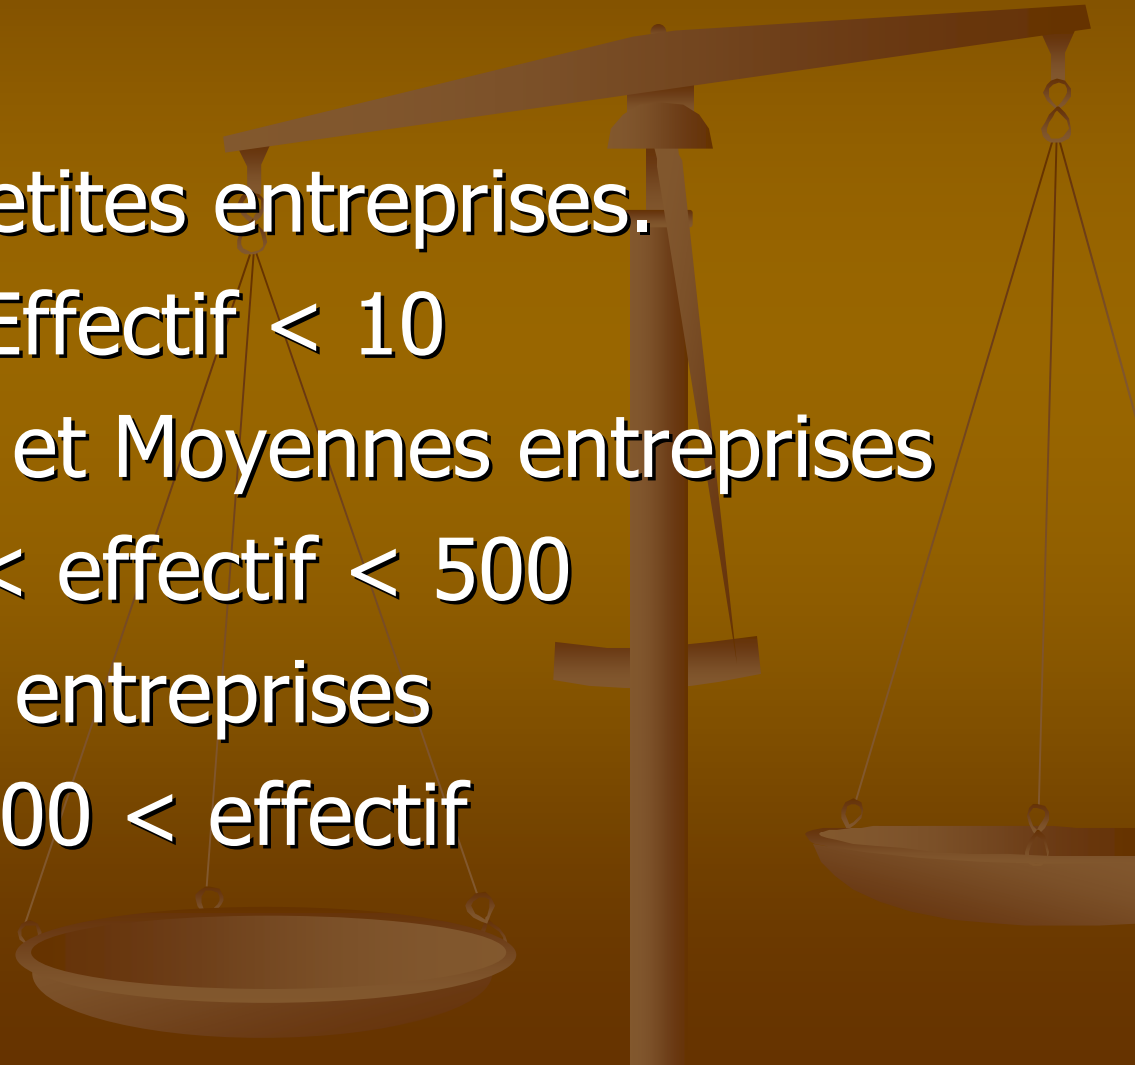 etites entreprises.
Effectif < 10
et Moyennes entreprises
< effectif < 500
entreprises
00 < effectif